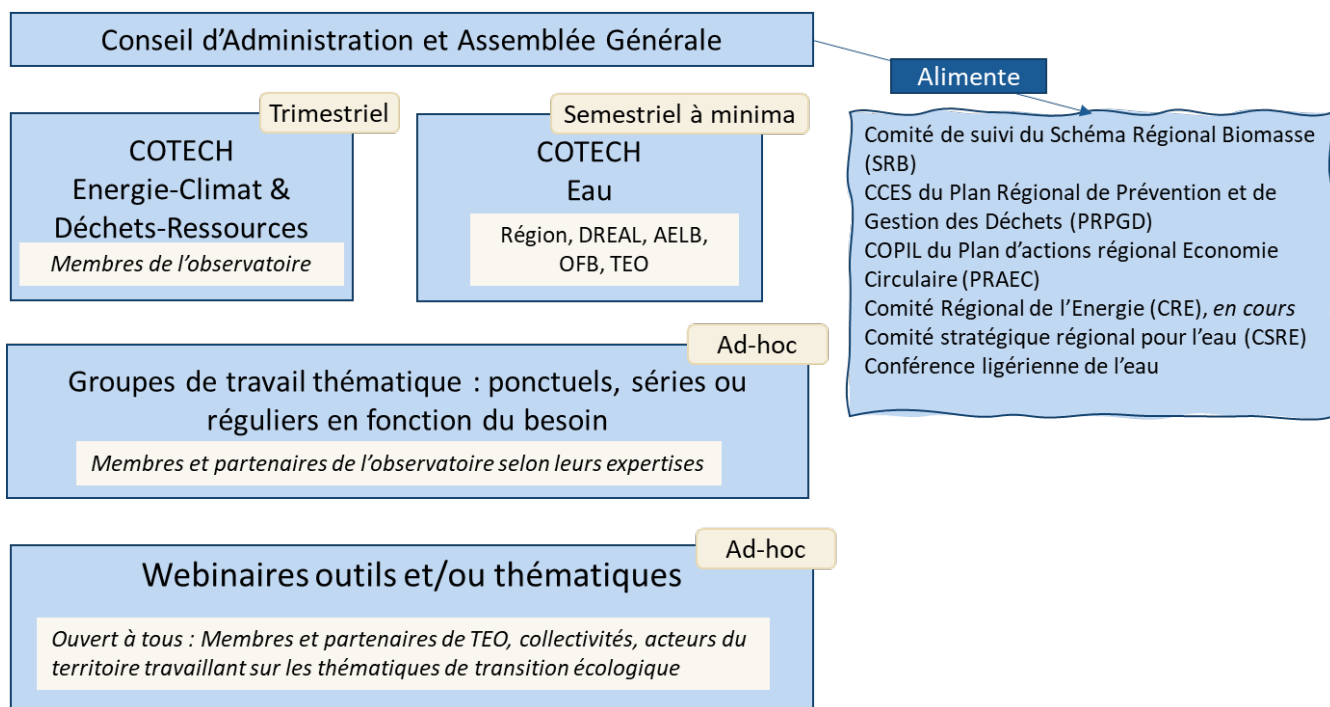 Conseil d'Administration et Assemblée Générale
Alimente
Trimestriel
COTECH
Energie-Climat &
Déchets-Ressources
Membres de l'observatoire
Semestriel à minima
COTECH
Eau
Région, DREAL, AELB,
OFB, TEO
Comité de suivi du Schéma Régional Biomasse
(SRB)
CCES du Plan Régional de Prévention et de
Gestion des Déchets (PRPGD)
COPIL du Plan d'actions régional Economie
Circulaire (PRAEC)
Comité Régional de l'Energie (CRE), en cours
Comité stratégique régional pour l'eau (CSRE)
Conférence ligérienne de l'eau
Ad-hoc
Groupes de travail thématique : ponctuels, séries ou
réguliers en fonction du besoin
Membres et partenaires de l'observatoire selon leurs expertises
Ad-hoc
Webinaires outils et/ou thématiques
Ouvert à tous : Membres et partenaires de TEO, collectivités, acteurs du
territoire travaillant sur les thématiques de transition écologique